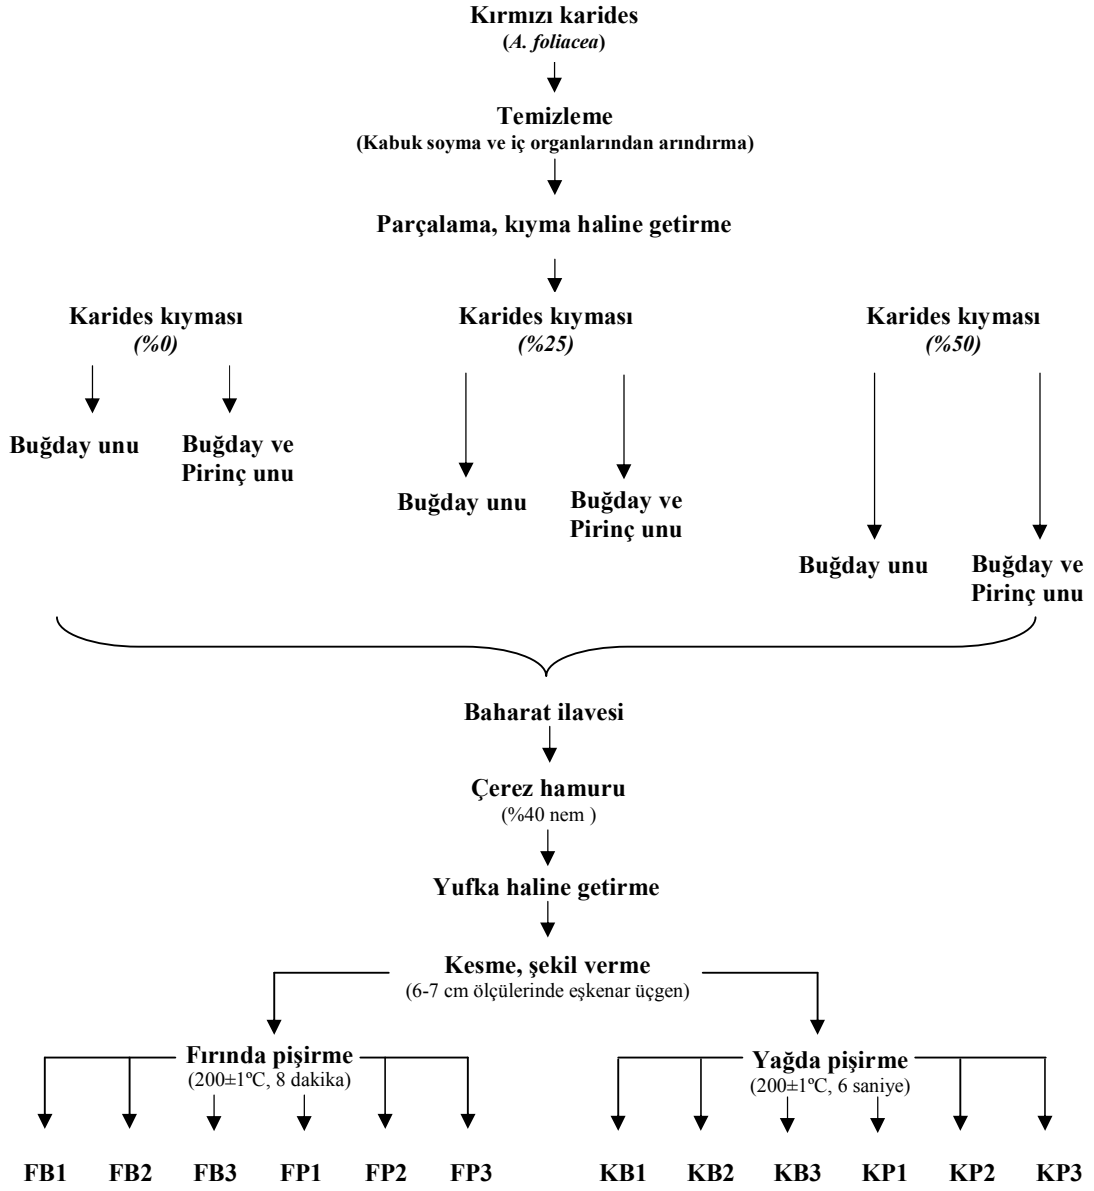 Kırmızı karides
(A. foliacea)
Temizleme
(Kabuk soyma ve iç organlarından arındırma)
Parçalama, kıyma haline getirme
Karides kıyması
(%0)
Karides kıyması
(%25)
Karides kıyması
(%50)
Buğday unu
Buğday ve
Pirinç unu
Buğday unu
Buğday ve
Pirinç unu
Buğday unu
Buğday ve
Pirinç unu
Baharat ilavesi
Çerez hamuru
(%40 nem )
Yufka haline getirme
Kesme, şekil verme
(6-7 cm ölçülerinde eşkenar üçgen)
Fırında pişirme
(200±1ºC, 8 dakika)
Yağda pişirme
(200±1ºC, 6 saniye)
FB1 FB2 FB3 FP1 FP2 FP3 KB1 KB2 KB3 KP1 KP2 KP3